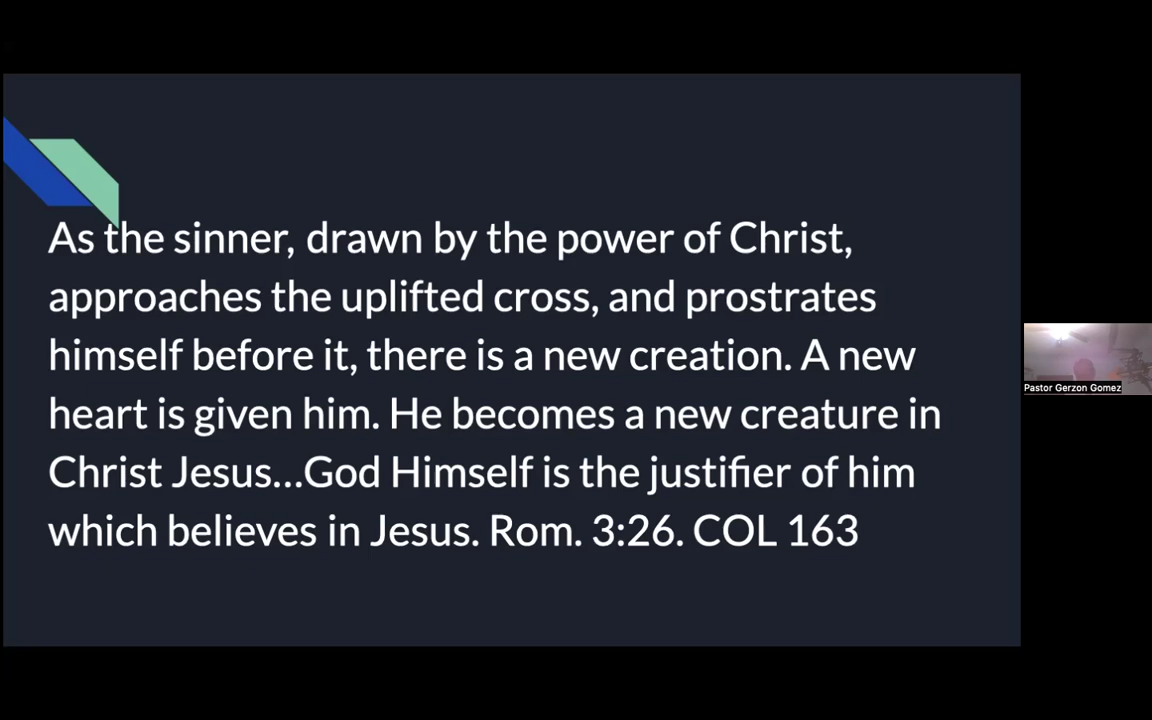 As the sinner, drawn by the power of Christ,
approaches the uplifted cross, and prostrates
himself before it, there is a new creation. A new
heart is given him. He becomes a new creature in
Christ Jesus...God Himself is the justifier of him
which believes in Jesus. Rom. 3:26. COL 163
Pastor Gerzon Gomez